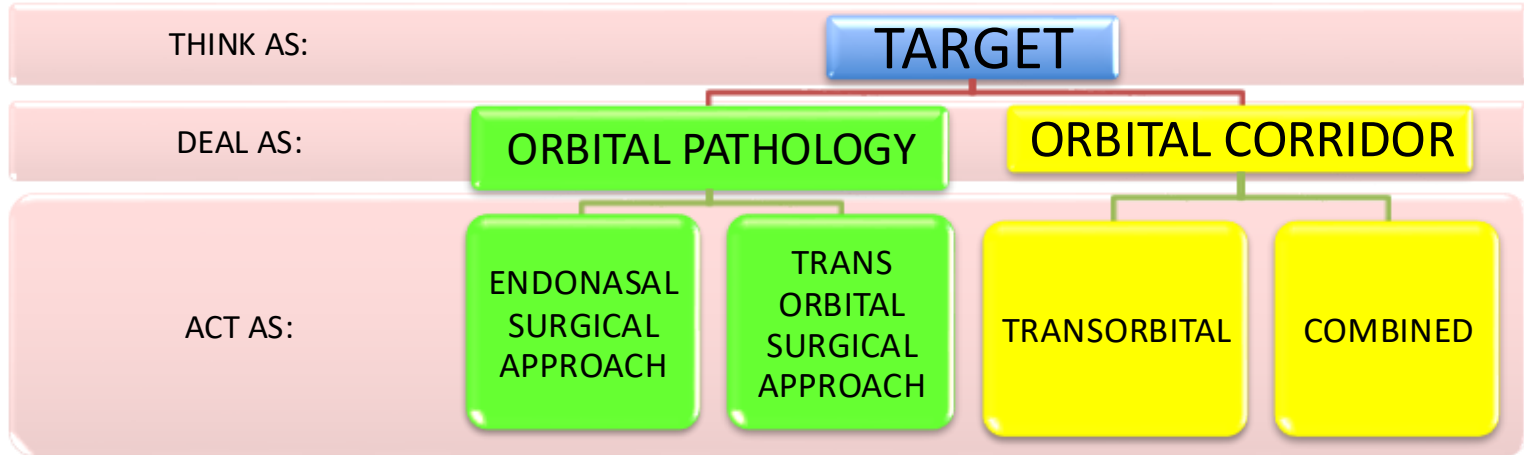 THINK AS:
TARGET
DEAL AS:
ORBITAL PATHOLOGY
ORBITAL CORRIDOR
ACT AS:
ENDONASAL
SURGICAL
APPROACH
TRANS
ORBITAL
SURGICAL
APPROACH
TRANSORBITAL
COMBINED